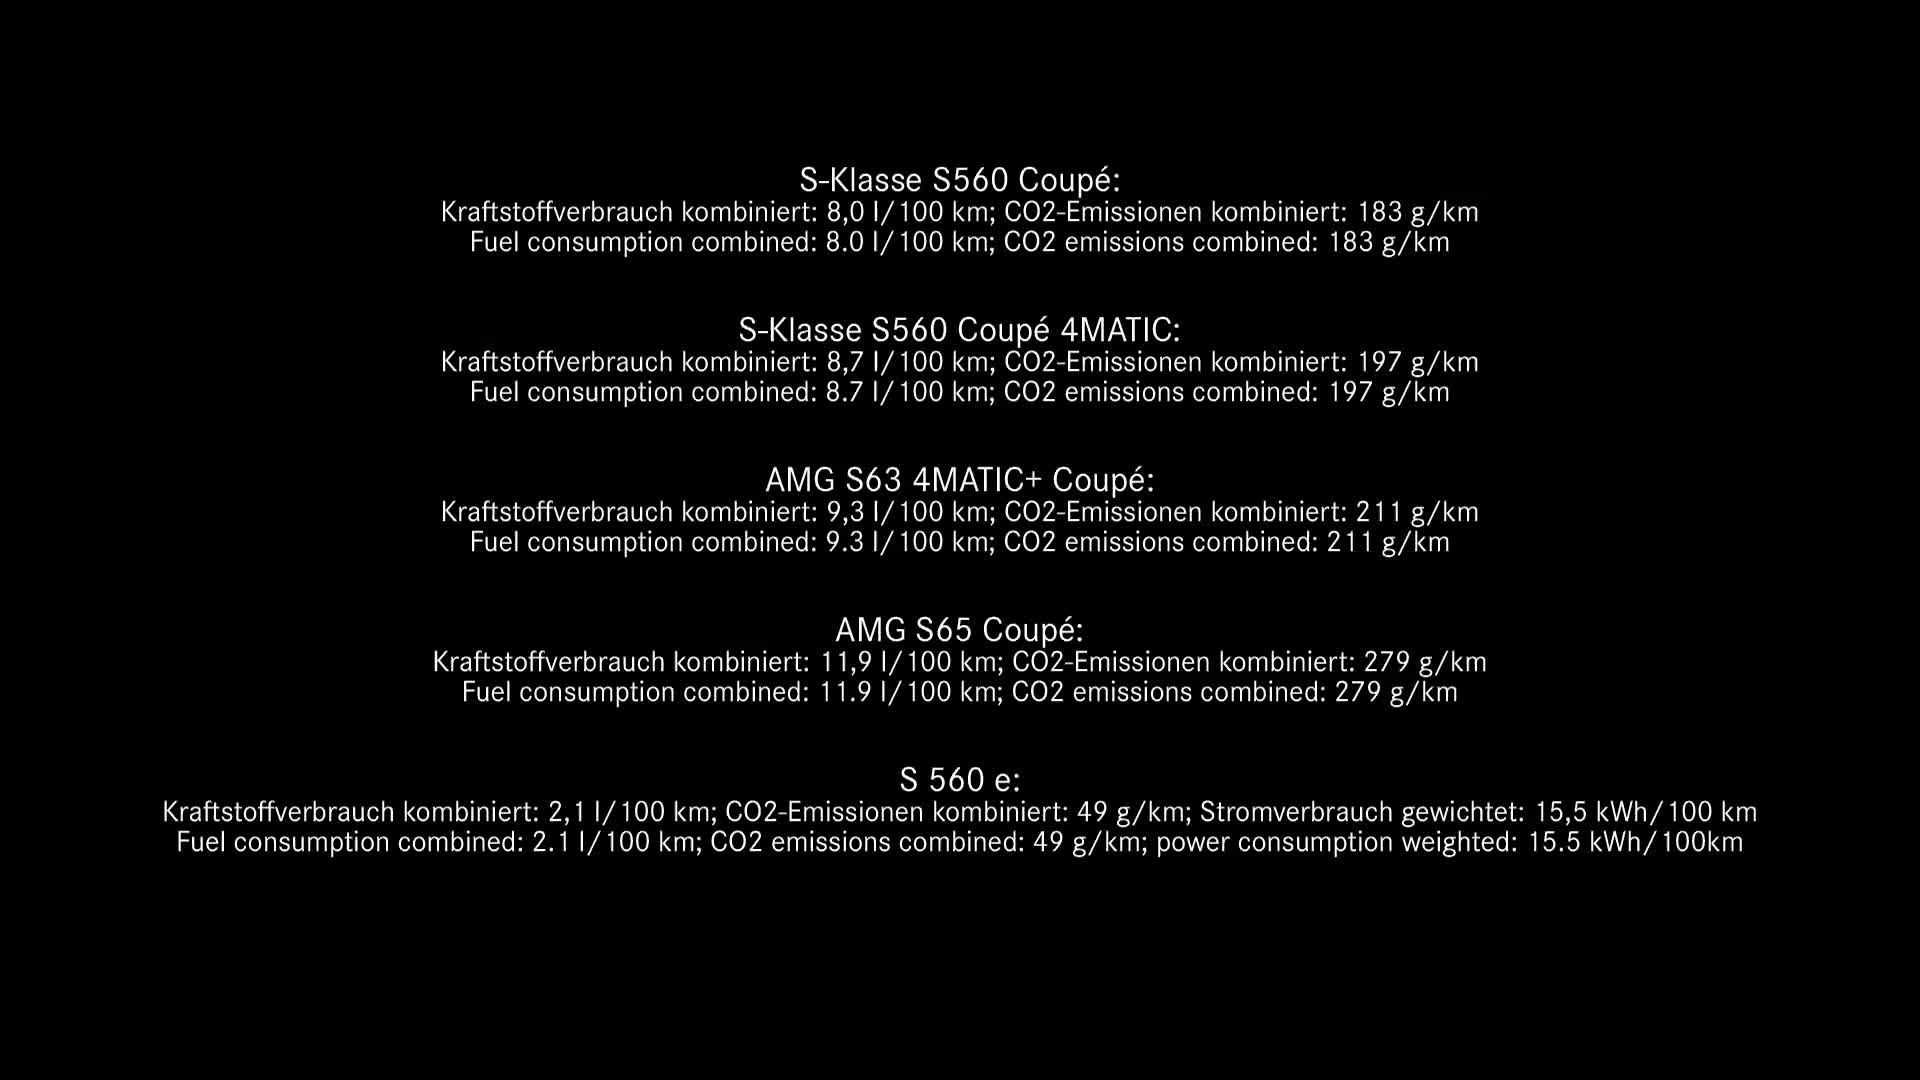 S-Klasse S560 Coupé:
Kraftstoffverbrauch kombiniert: 8,0 l/100 km; CO2-Emissionen kombiniert: 183 g/km
Fuel consumption combined: 8.0 l/100 km; CO2 emissions combined: 183 g/km
S-Klasse S560 Coupé 4MATIC:
Kraftstoffverbrauch kombiniert: 8,7 l/100 km; CO2-Emissionen kombiniert: 197 g/km
Fuel consumption combined: 8.7 l/100 km; CO2 emissions combined: 197 g/km
AMG S63 4MATIC+ Coupé:
Kraftstoffverbrauch kombiniert: 9,3 l/100 km; CO2-Emissionen kombiniert: 211 g/km
Fuel consumption combined: 9.3 l/100 km; CO2 emissions combined: 211 g/km
AMG S65 Coupé:
Kraftstoffverbrauch kombiniert: 11,9 l/100 km; CO2-Emissionen kombiniert: 279 g/km
Fuel consumption combined: 11.9 l/100 km; CO2 emissions combined: 279 g/km
S 560 e:
Kraftstoffverbrauch kombiniert: 2,1 l/100 km; CO2-Emissionen kombiniert: 49 g/km; Stromverbrauch gewichtet: 15,5 kWh/100 km
Fuel consumption combined: 2.1 l/100 km; CO2 emissions combined: 49 g/km; power consumption weighted: 15.5 kWh/100km